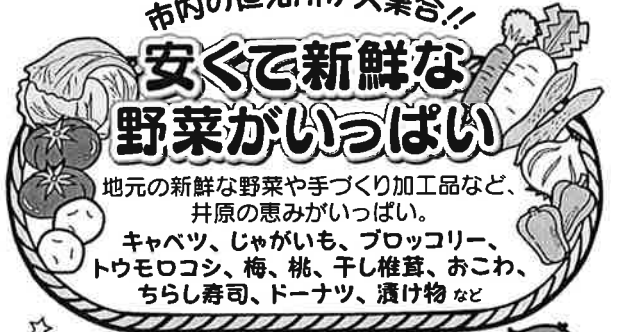 市内の直売所が大集合!!
安くて新鮮な
野菜がいっぱい
地元の新鮮な野菜や手づくり加工品など、
井原の恵みがいっぱい。
キャベツ、じゃがいも、ブロッコリー、
トウモロコシ、梅、桃、干し椎茸、おこわ、
ちらし寿司、ドーナツ、漬け物 など